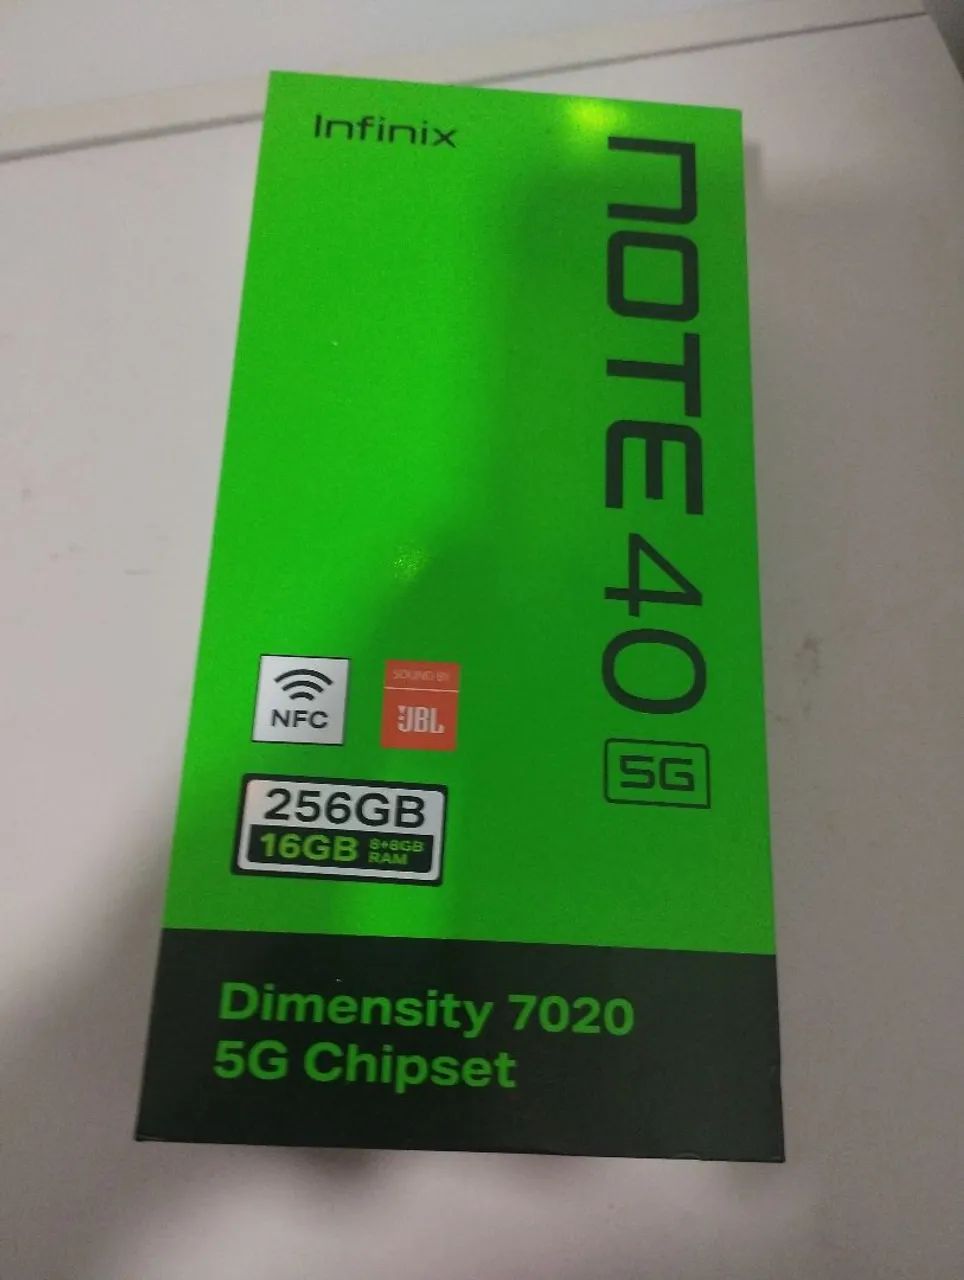 Infinix
NOTE 40 5G
NFC
SOUND BY
JBL
256GB
16GB 8+8GB
RAM
Dimensity 7020
5G Chipset